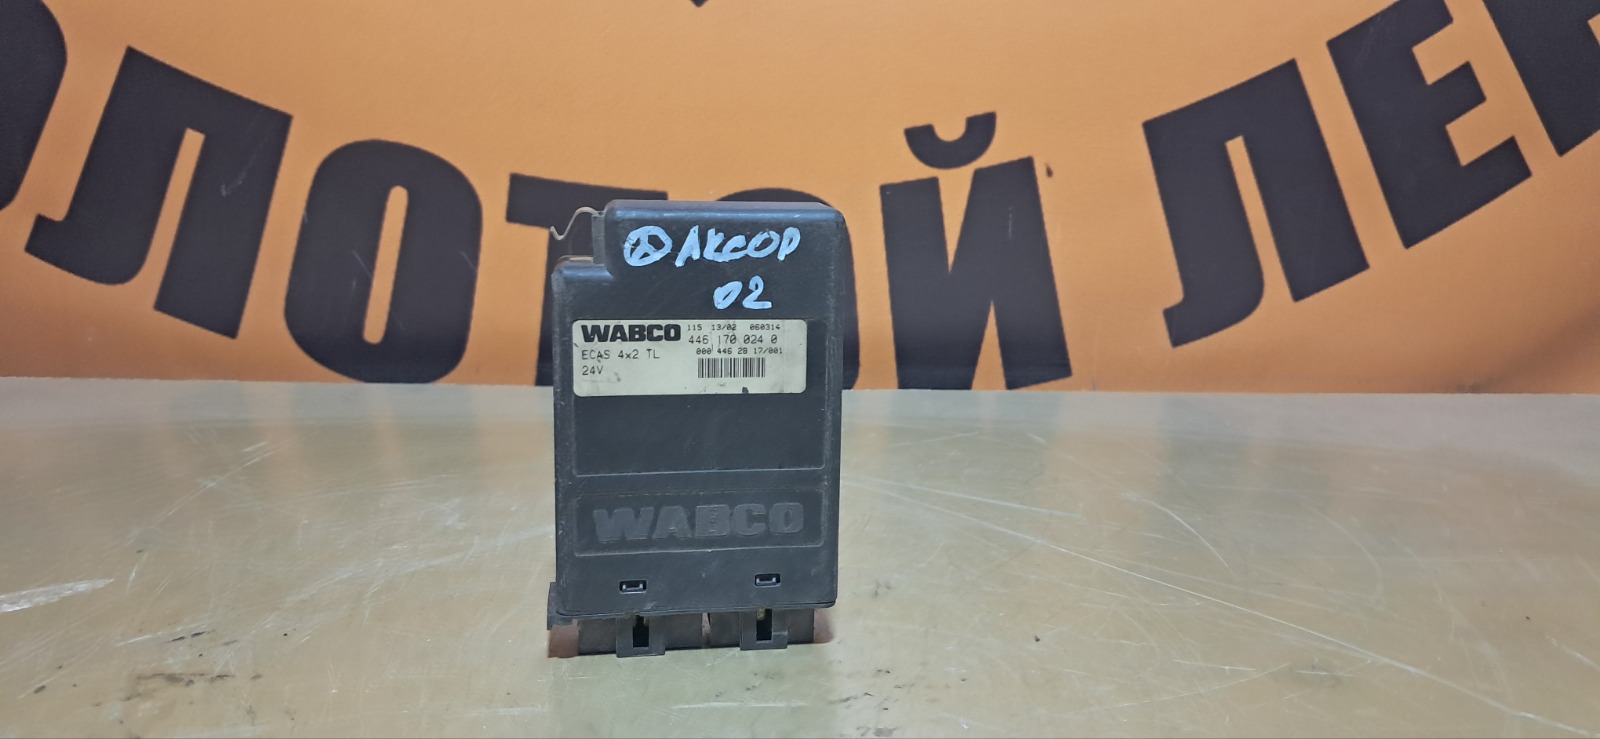 ОЛОТОЙ ЛЕВ
АКСОР
02
WABCO 115 13/02 060314
446 170 024 0
ECAS 4x2 TL 000 446 28 17/001
24V
WABCO